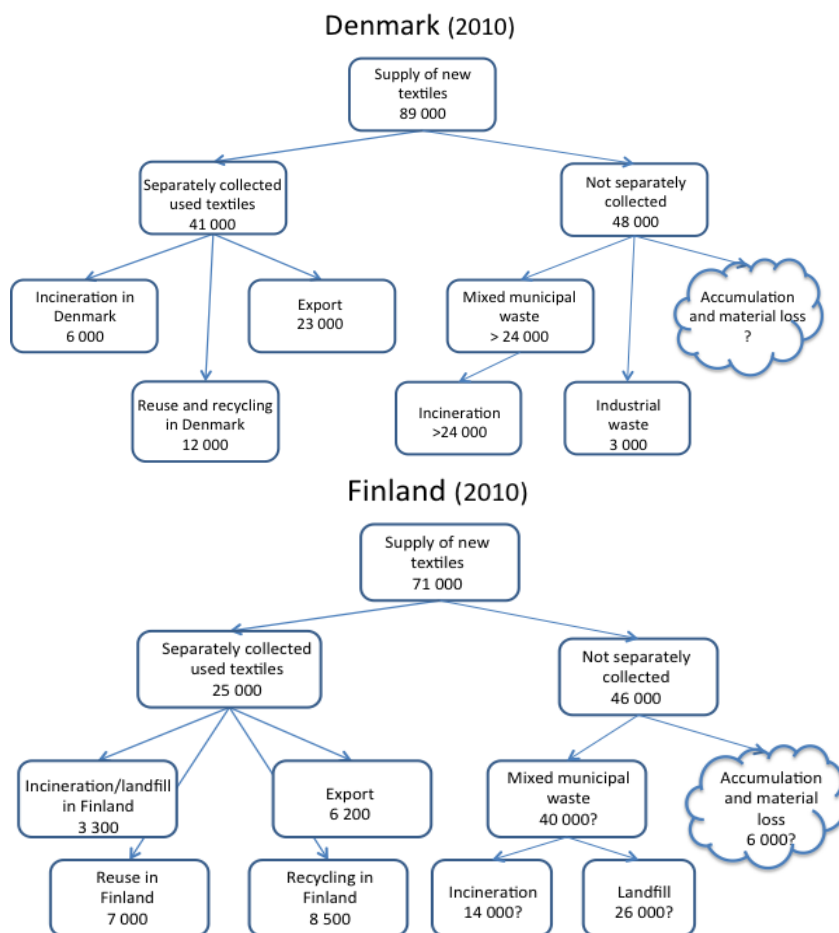 Denmark (2010)
Supply of new
textiles
89 000
Separately collected
used textiles
41 000
Not separately
collected
48 000
Incineration in
Denmark
6 000
Export
23 000
Mixed municipal
waste
> 24 000
Accumulation
and material loss
?
Reuse and recycling
in Denmark
12 000
Incineration
>24 000
Industrial
waste
3 000
Finland (2010)
Supply of new
textiles
71 000
Separately collected
used textiles
25 000
Not separately
collected
46 000
Incineration/landfill
in Finland
3 300
Export
6 200
Mixed municipal
waste
40 000?
Accumulation
and material
loss
6 000?
Reuse in
Finland
7 000
Recycling in
Finland
8 500
Incineration
14 000?
Landfill
26 000?